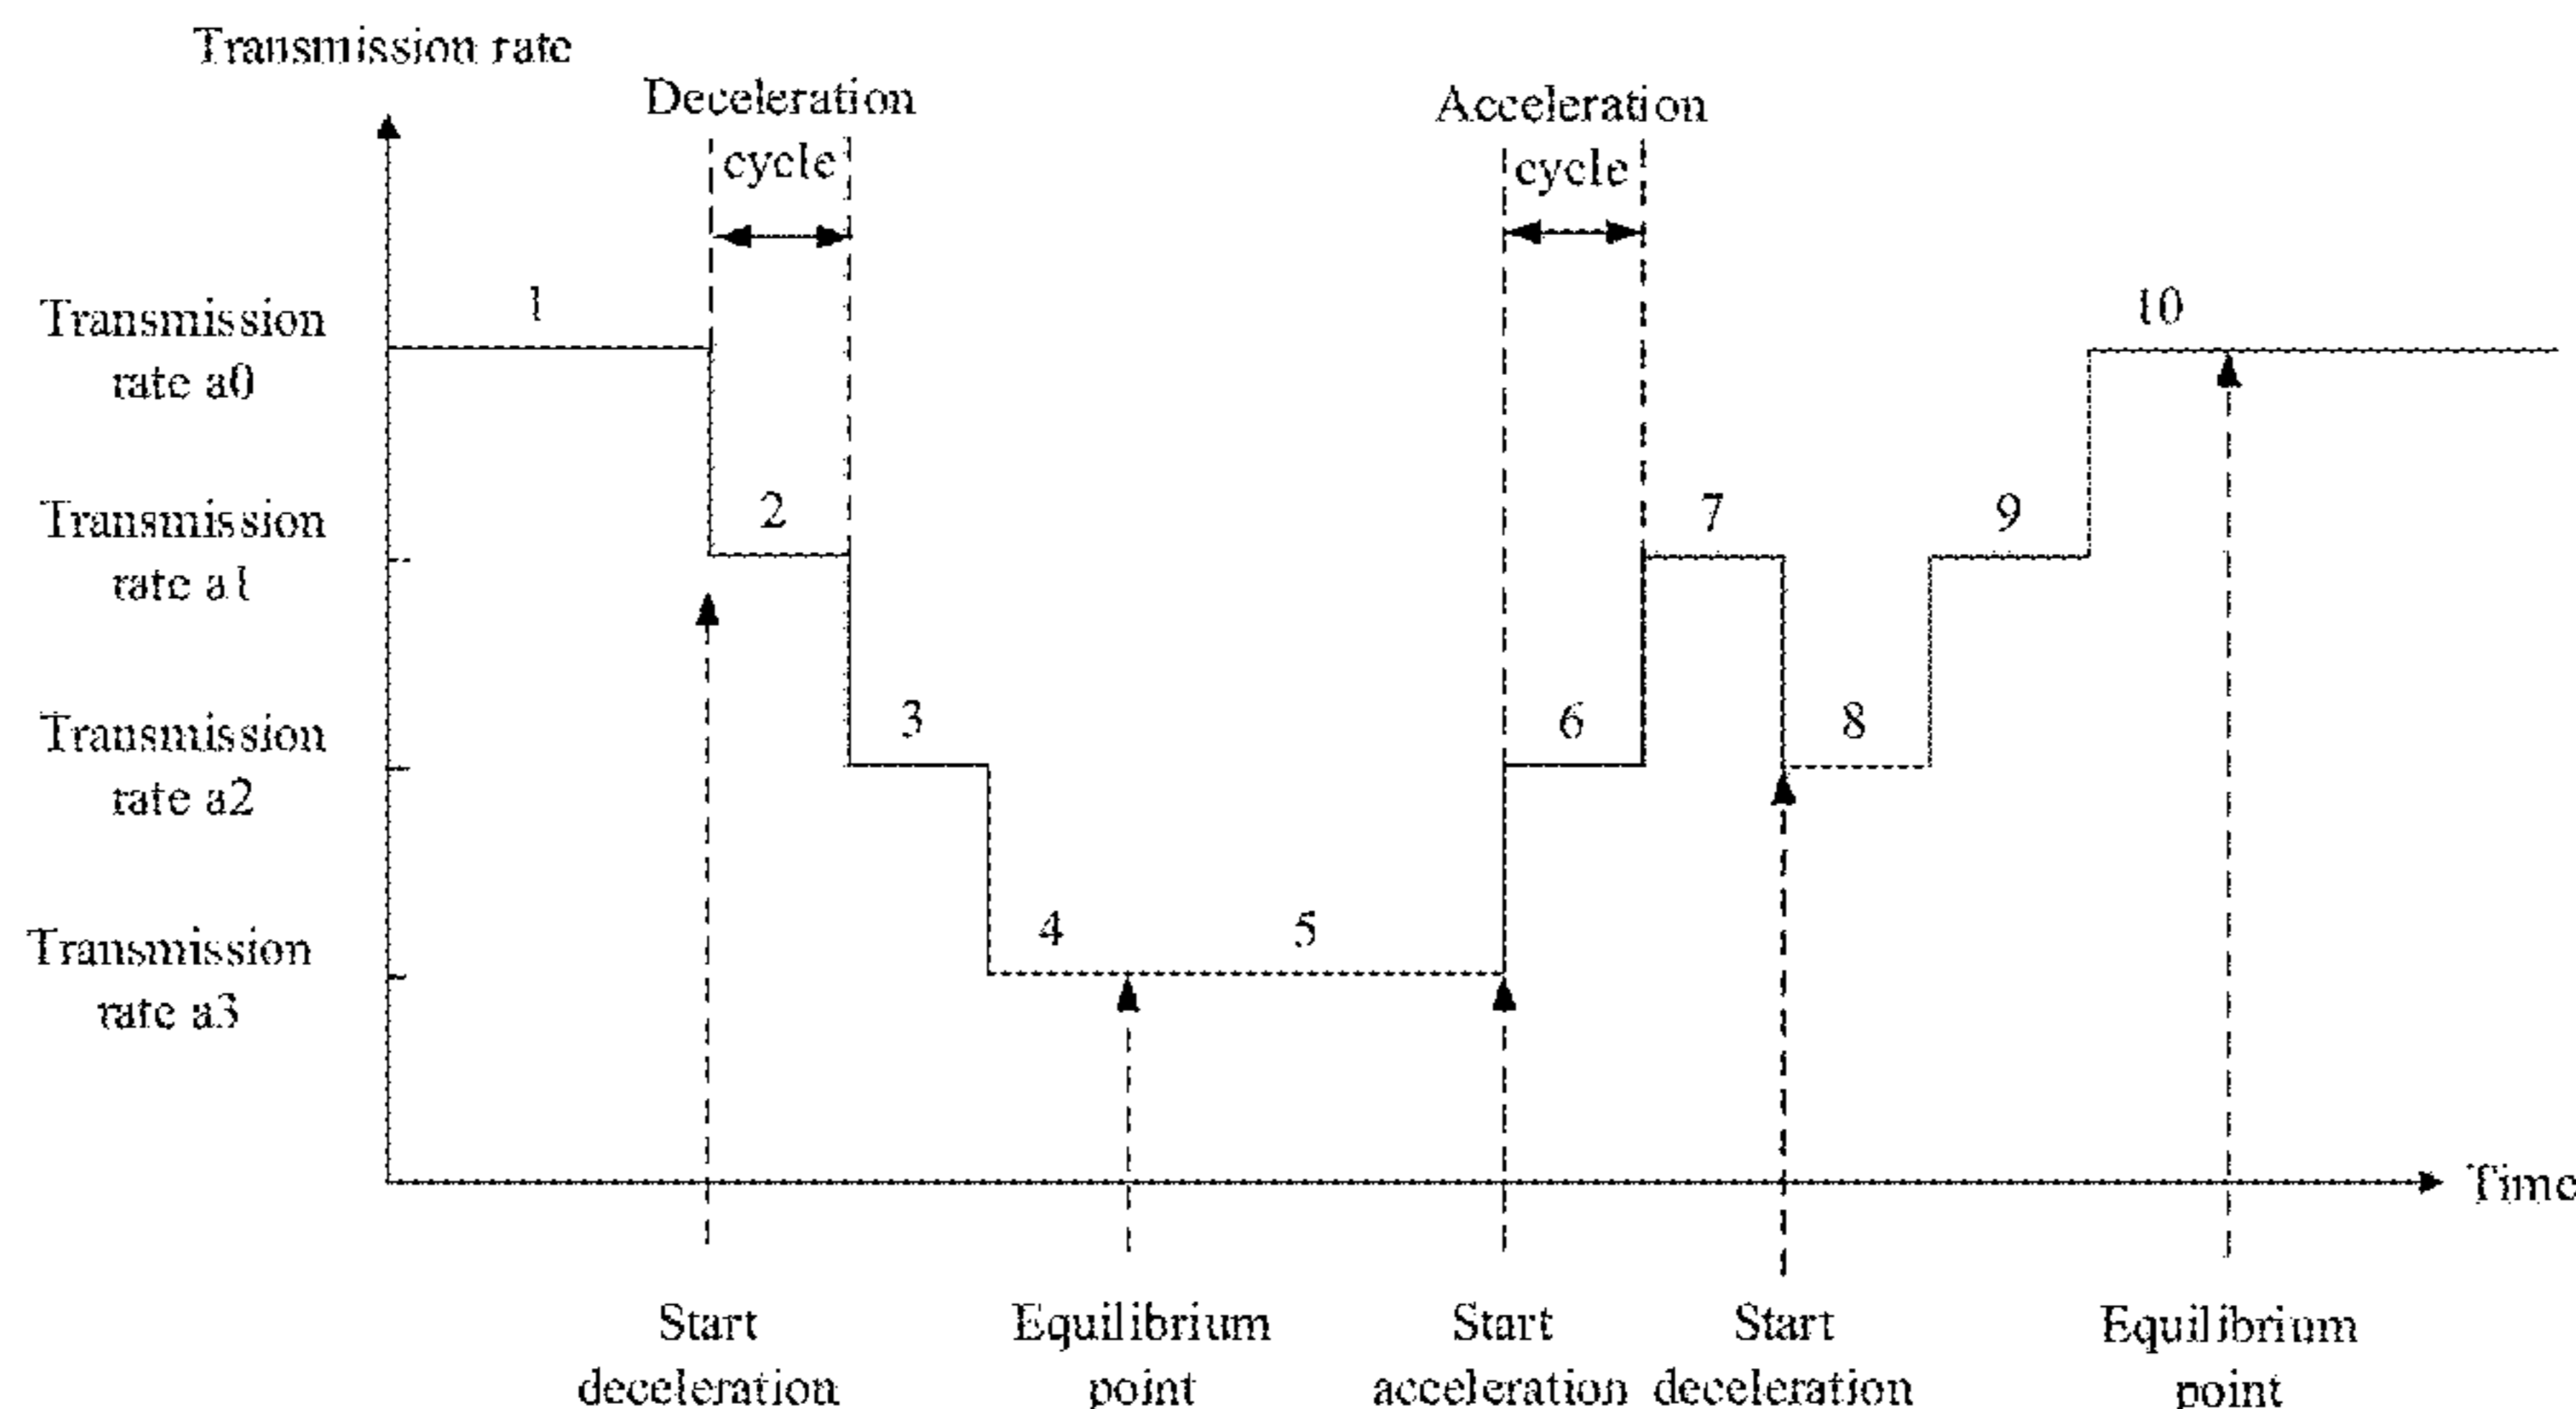 Transmission rate
Deceleration
cycle
Acceleration
cycle
Transmission
rate a0
1
10
Transmission
rate a1
2
7
9
Transmission
rate a2
3
6
8
Transmission
rate a3
4
5
Time
Start
deceleration
Equilibrium
point
Start
acceleration
Start
deceleration
Equilibrium
point